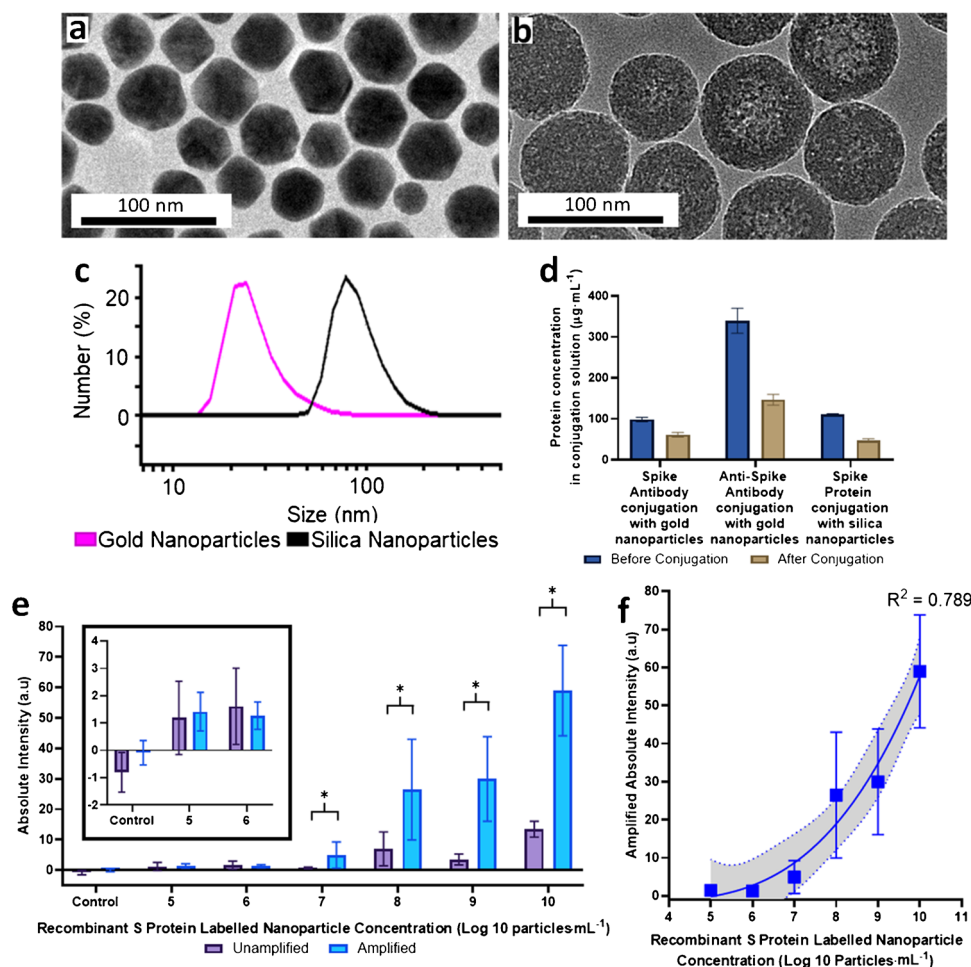 a
100 nm
b
100 nm
c
Number (%)
20
10
0
10
100
Size (nm)
Gold Nanoparticles
Silica Nanoparticles
d
Protein concentration
in conjugation solution (µg·mL⁻¹)
400
300
200
100
0
Spike
Antibody
conjugation
with gold
nanoparticles
Anti-Spike
Antibody
conjugation
with gold
nanoparticles
Spike
Protein
conjugation
with silica
nanoparticles
Before Conjugation
After Conjugation
e
Absolute Intensity (a.u)
80
70
60
50
40
30
20
10
0
4
3
2
1
0
-1
-2
Control
5
6
*
*
*
*
Control
5
6
7
8
9
10
Recombinant S Protein Labelled Nanoparticle Concentration (Log 10 particles·mL⁻¹)
Unamplified
Amplified
f
R² = 0.789
Amplified Absolute Intensity (a.u)
80
70
60
50
40
30
20
10
0
4
5
6
7
8
9
10
11
Recombinant S Protein Labelled Nanoparticle
Concentration (Log 10 Particles·mL⁻¹)